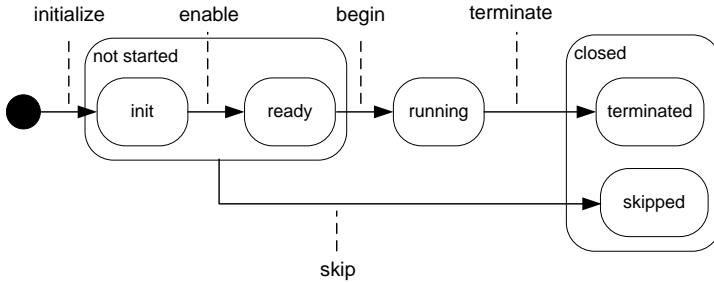 initialize
enable
begin
terminate
not started
closed
init
ready
running
terminated
skipped
skip